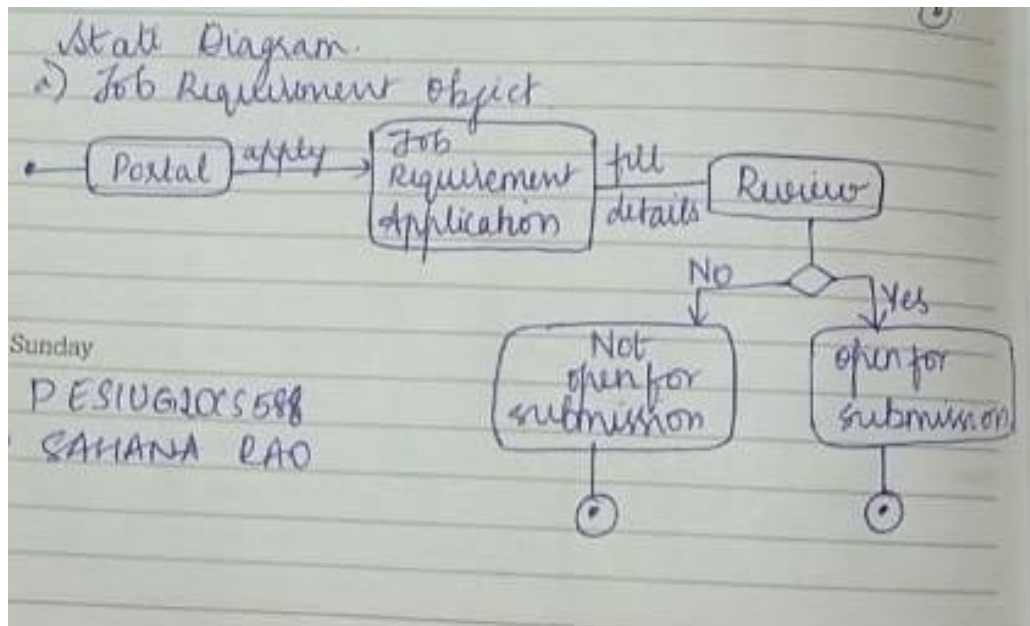 State Diagram.
a) Job Requirement Object
Portal
apply
Job
Requirement
Application
fill
details
Review
No
Yes
Not
open for
submission
open for
submission
Sunday
PES1UG20CS588
SAHANA RAO